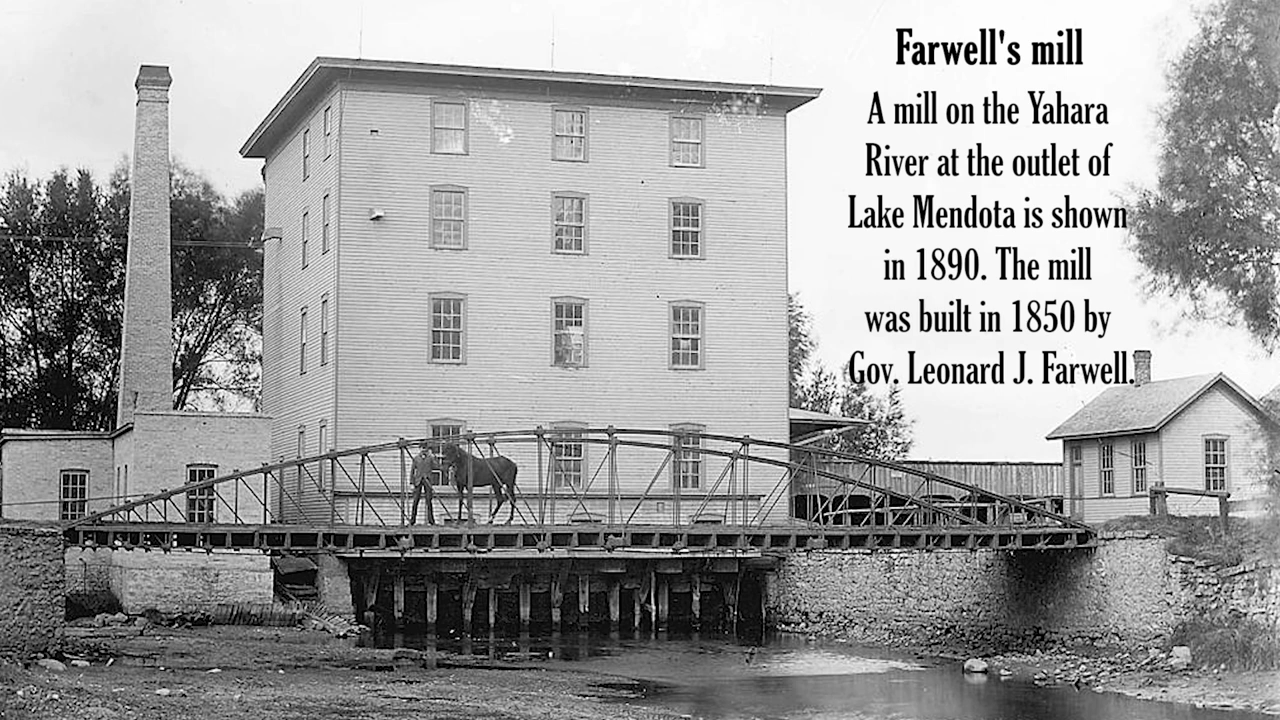 Farwell's mill
A mill on the Yahara
River at the outlet of
Lake Mendota is shown
in 1890. The mill
was built in 1850 by
Gov. Leonard J. Farwell.